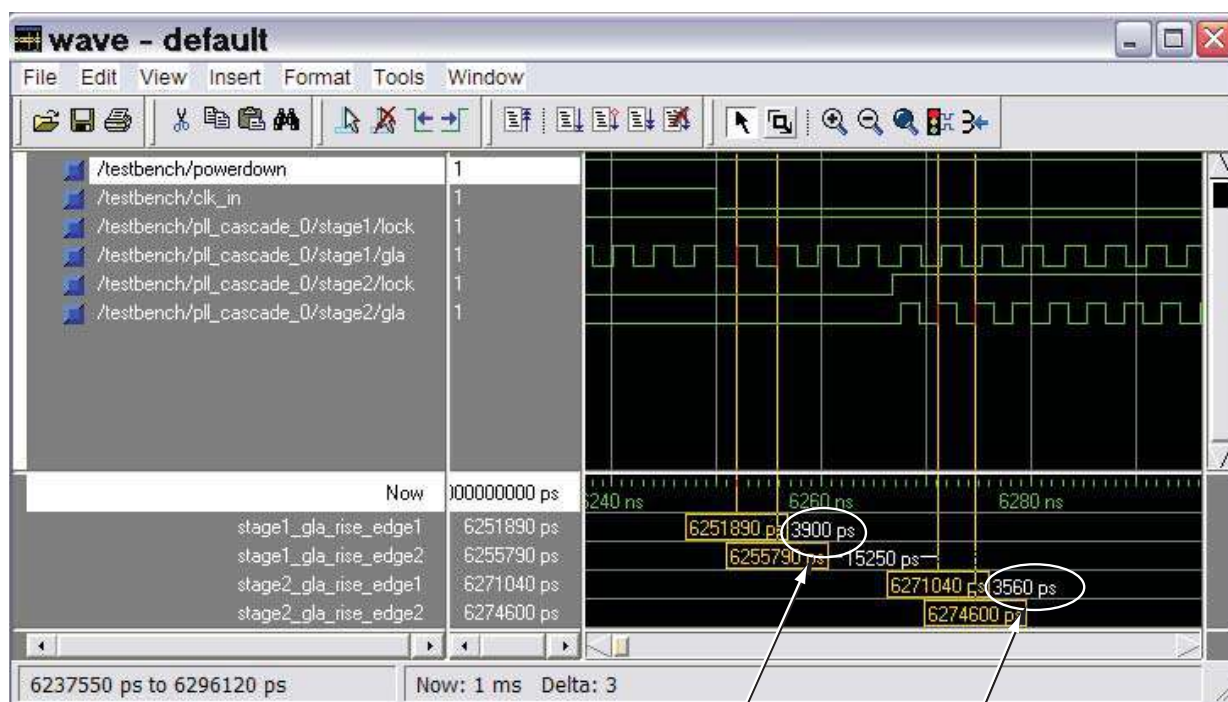 wave - default
File Edit View Insert Format Tools Window
/testbench/powerdown 1
/testbench/clk_in 1
/testbench/pll_cascade_0/stage1/lock 1
/testbench/pll_cascade_0/stage1/gla 1
/testbench/pll_cascade_0/stage2/lock 1
/testbench/pll_cascade_0/stage2/gla 1
Now 000000000 ps 6240 ns 6260 ns 6280 ns
stage1_gla_rise_edge1 6251890 ps 6251890 ps 3900 ps
stage1_gla_rise_edge2 6255790 ps 6255790 ps 15250 ps
stage2_gla_rise_edge1 6271040 ps 6271040 ps 3560 ps
stage2_gla_rise_edge2 6274600 ps 6274600 ps
6237550 ps to 6296120 ps Now: 1 ms Delta: 3